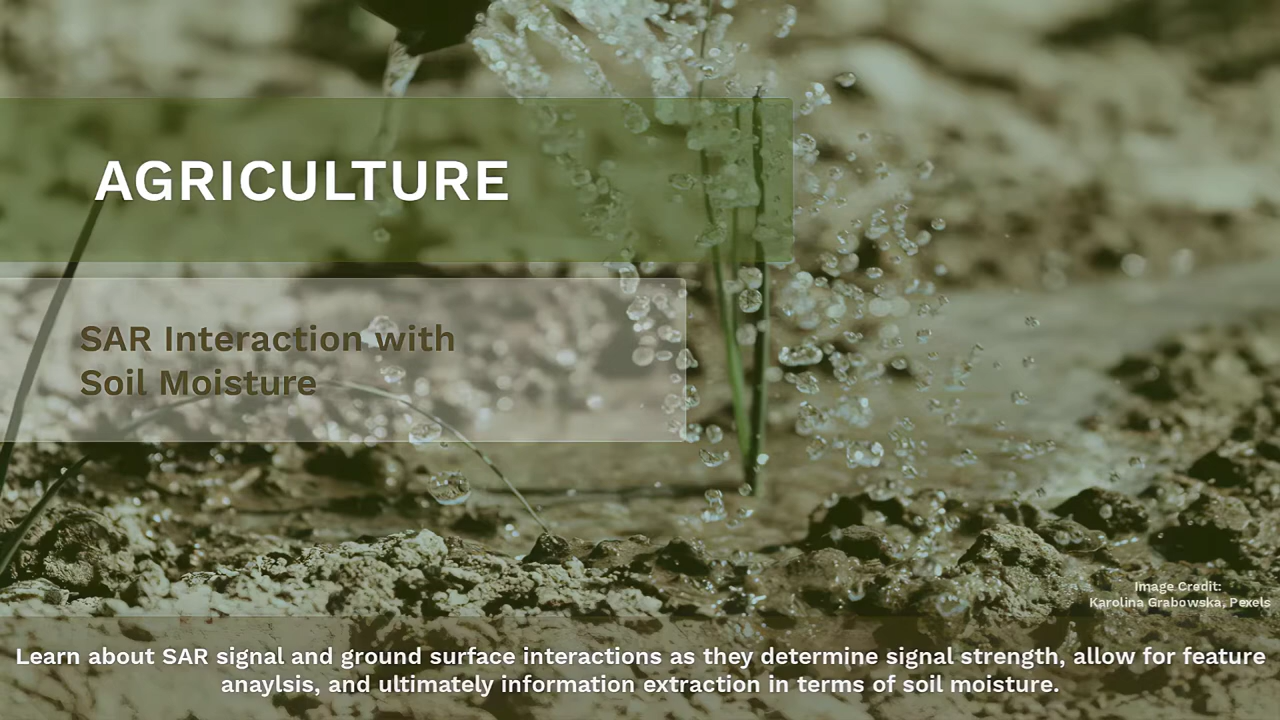 AGRICULTURE
SAR Interaction with
Soil Moisture
Image Credit:
Karolina Grabowska, Pexels
Learn about SAR signal and ground surface interactions as they determine signal strength, allow for feature
anaylsis, and ultimately information extraction in terms of soil moisture.